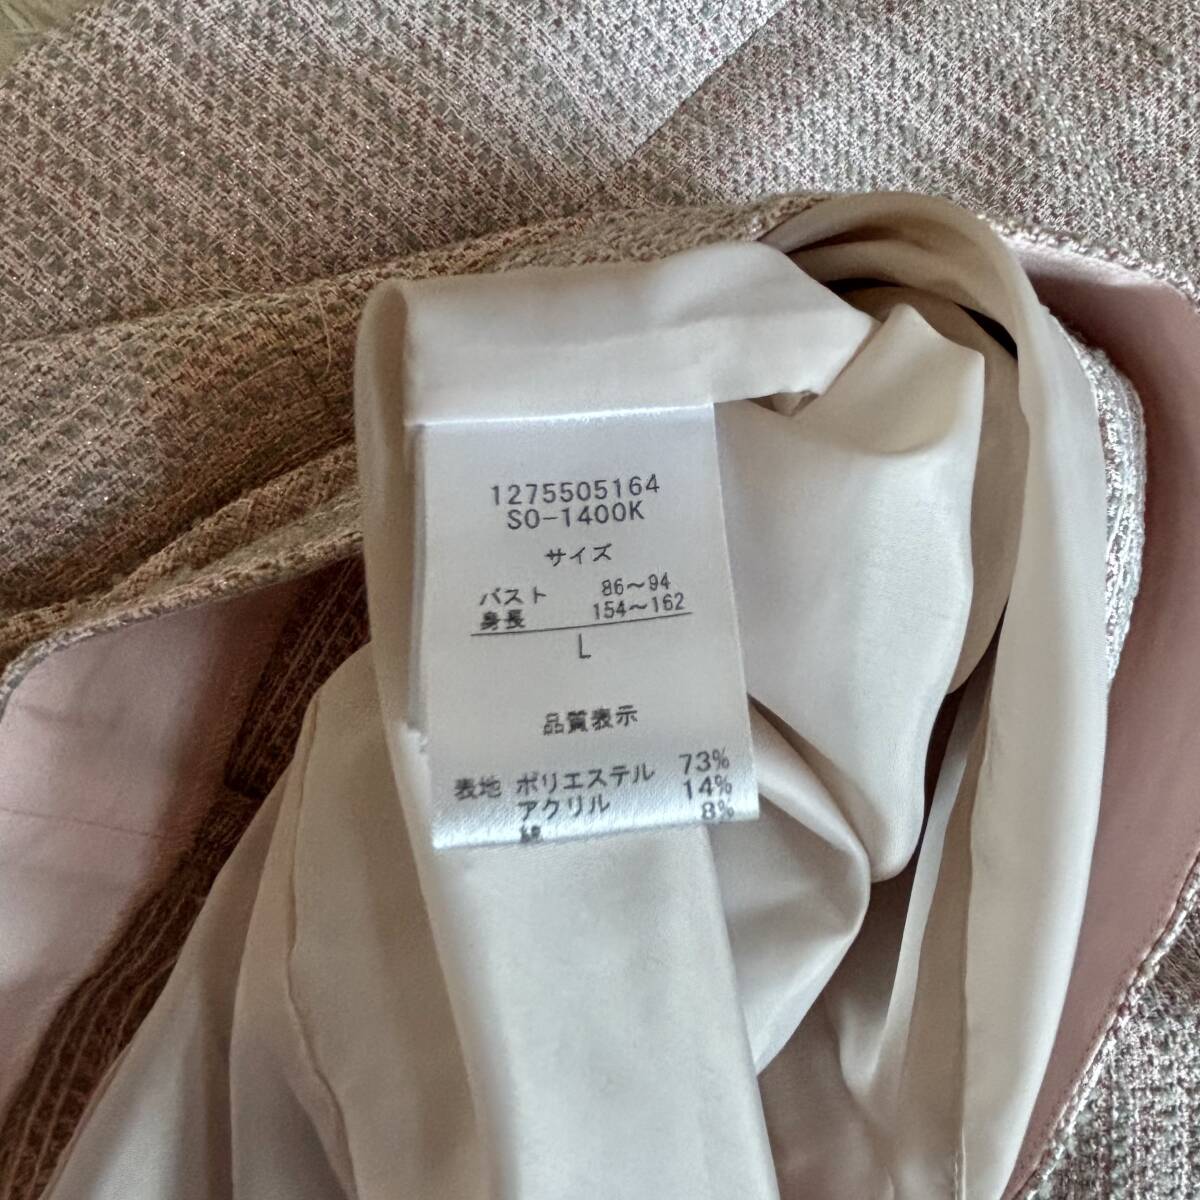 1275505164
SO-1400K
サイズ
バスト 86～94
身長 154～162
L
品質表示
表地 ポリエステル 73%
アクリル 14%
8%